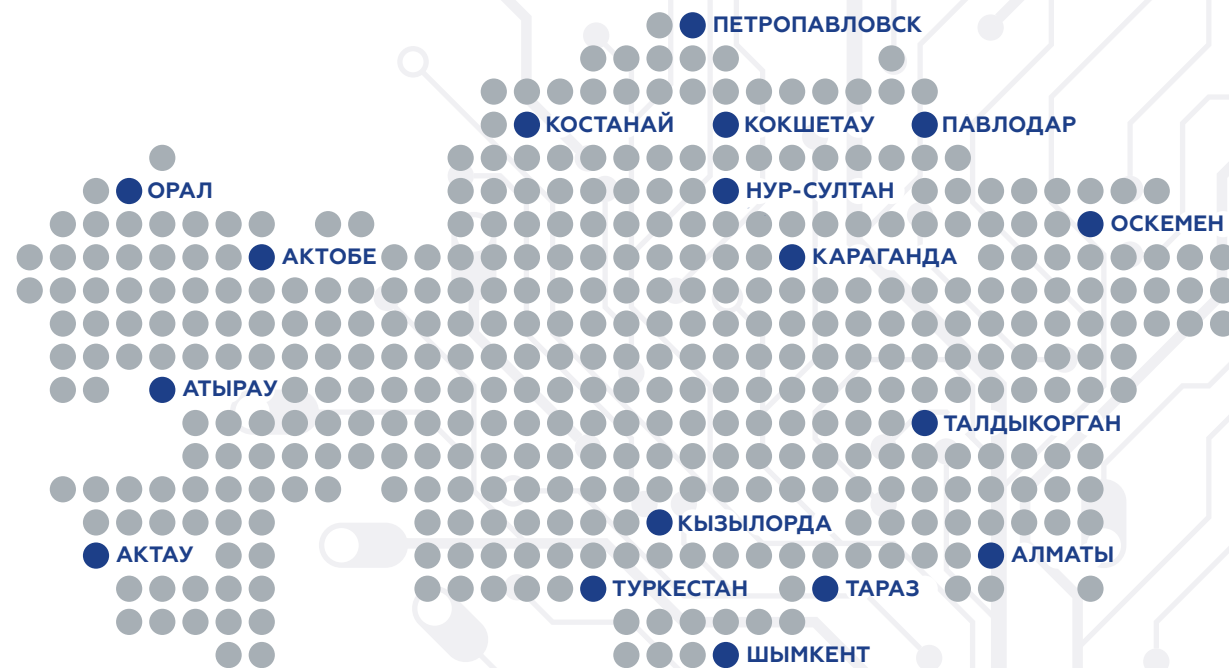 ПЕТРОПАВЛОВСК
КОСТАНАЙ
КОКШЕТАУ
ПАВЛОДАР
ОРАЛ
НУР-СУЛТАН
ОСКЕМЕН
АКТОБЕ
КАРАГАНДА
АТЫРАУ
ТАЛДЫКОРГАН
КЫЗЫЛОРДА
АКТАУ
АЛМАТЫ
ТУРКЕСТАН
ТАРАЗ
ШЫМКЕНТ